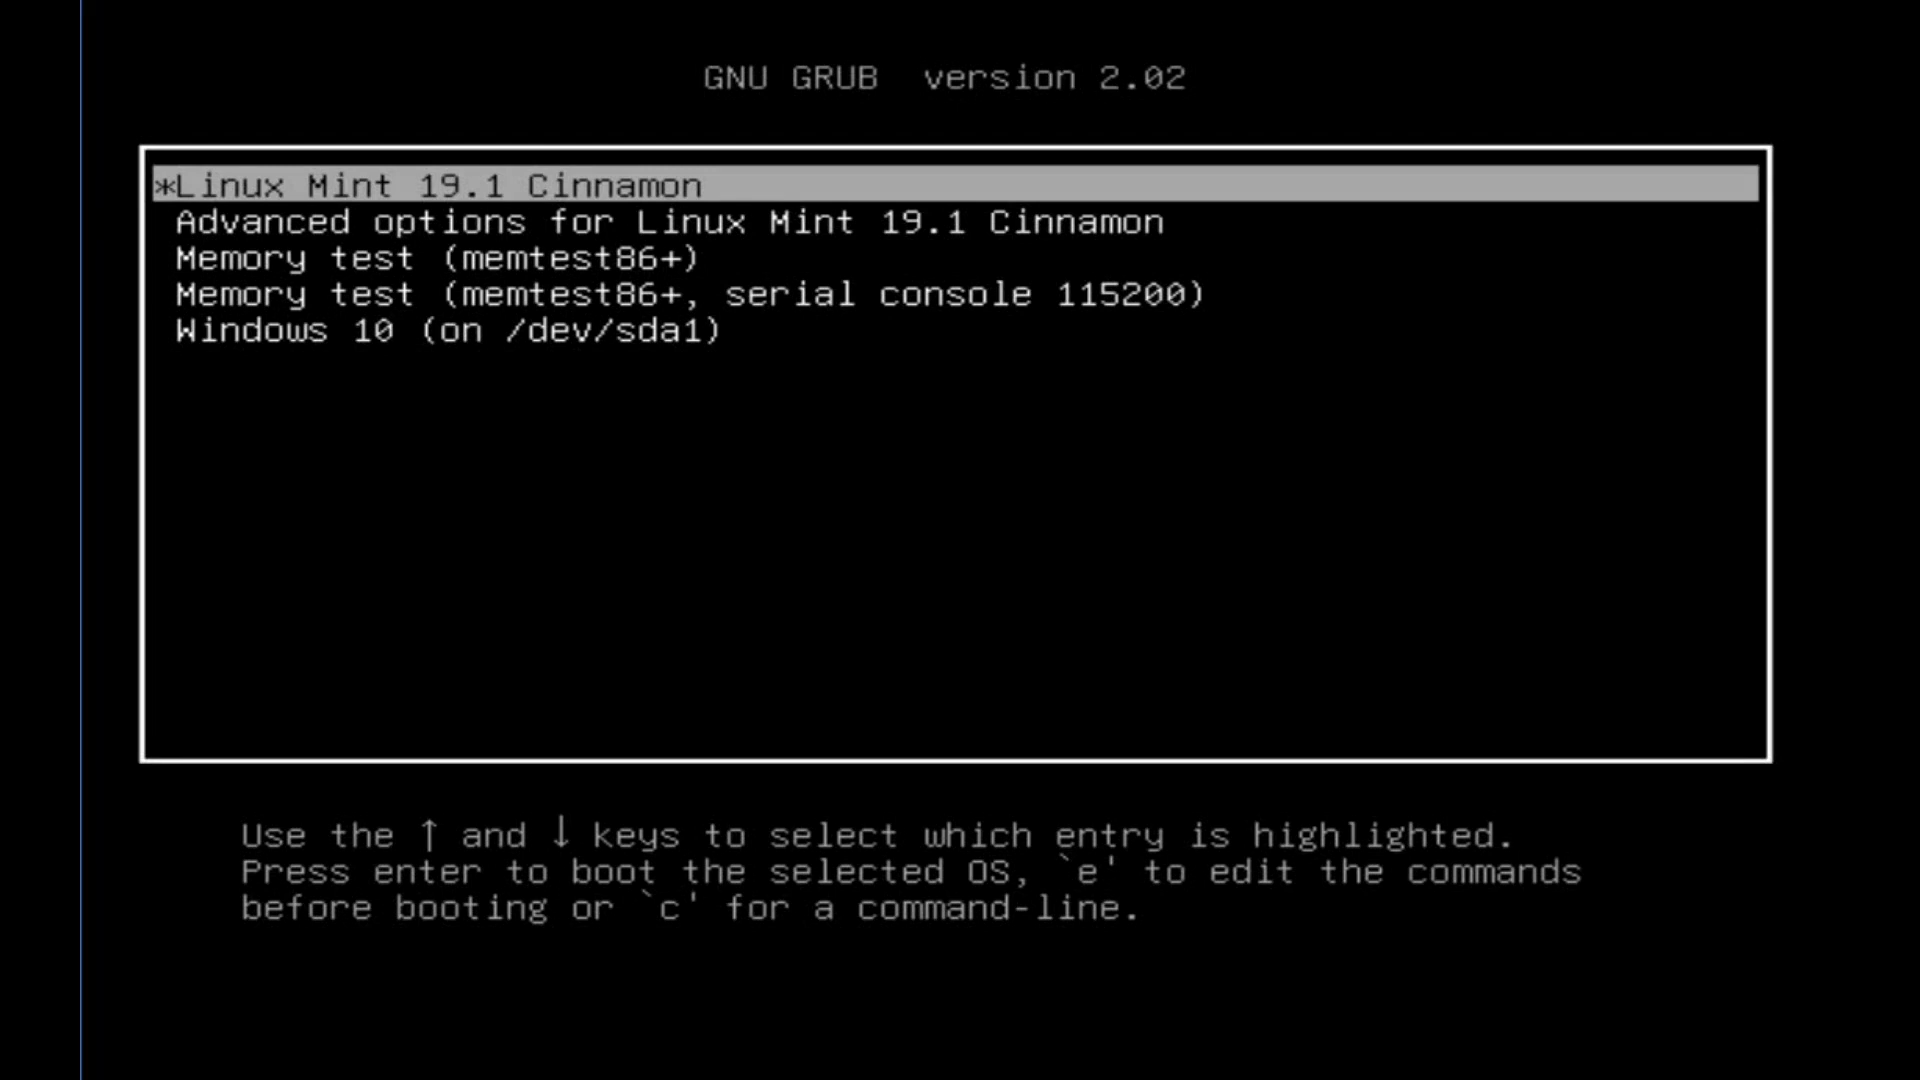 GNU GRUB  version 2.02
*Linux Mint 19.1 Cinnamon
Advanced options for Linux Mint 19.1 Cinnamon
Memory test (memtest86+)
Memory test (memtest86+, serial console 115200)
Windows 10 (on /dev/sda1)
Use the ↑ and ↓ keys to select which entry is highlighted.
Press enter to boot the selected OS, `e' to edit the commands
before booting or `c' for a command-line.